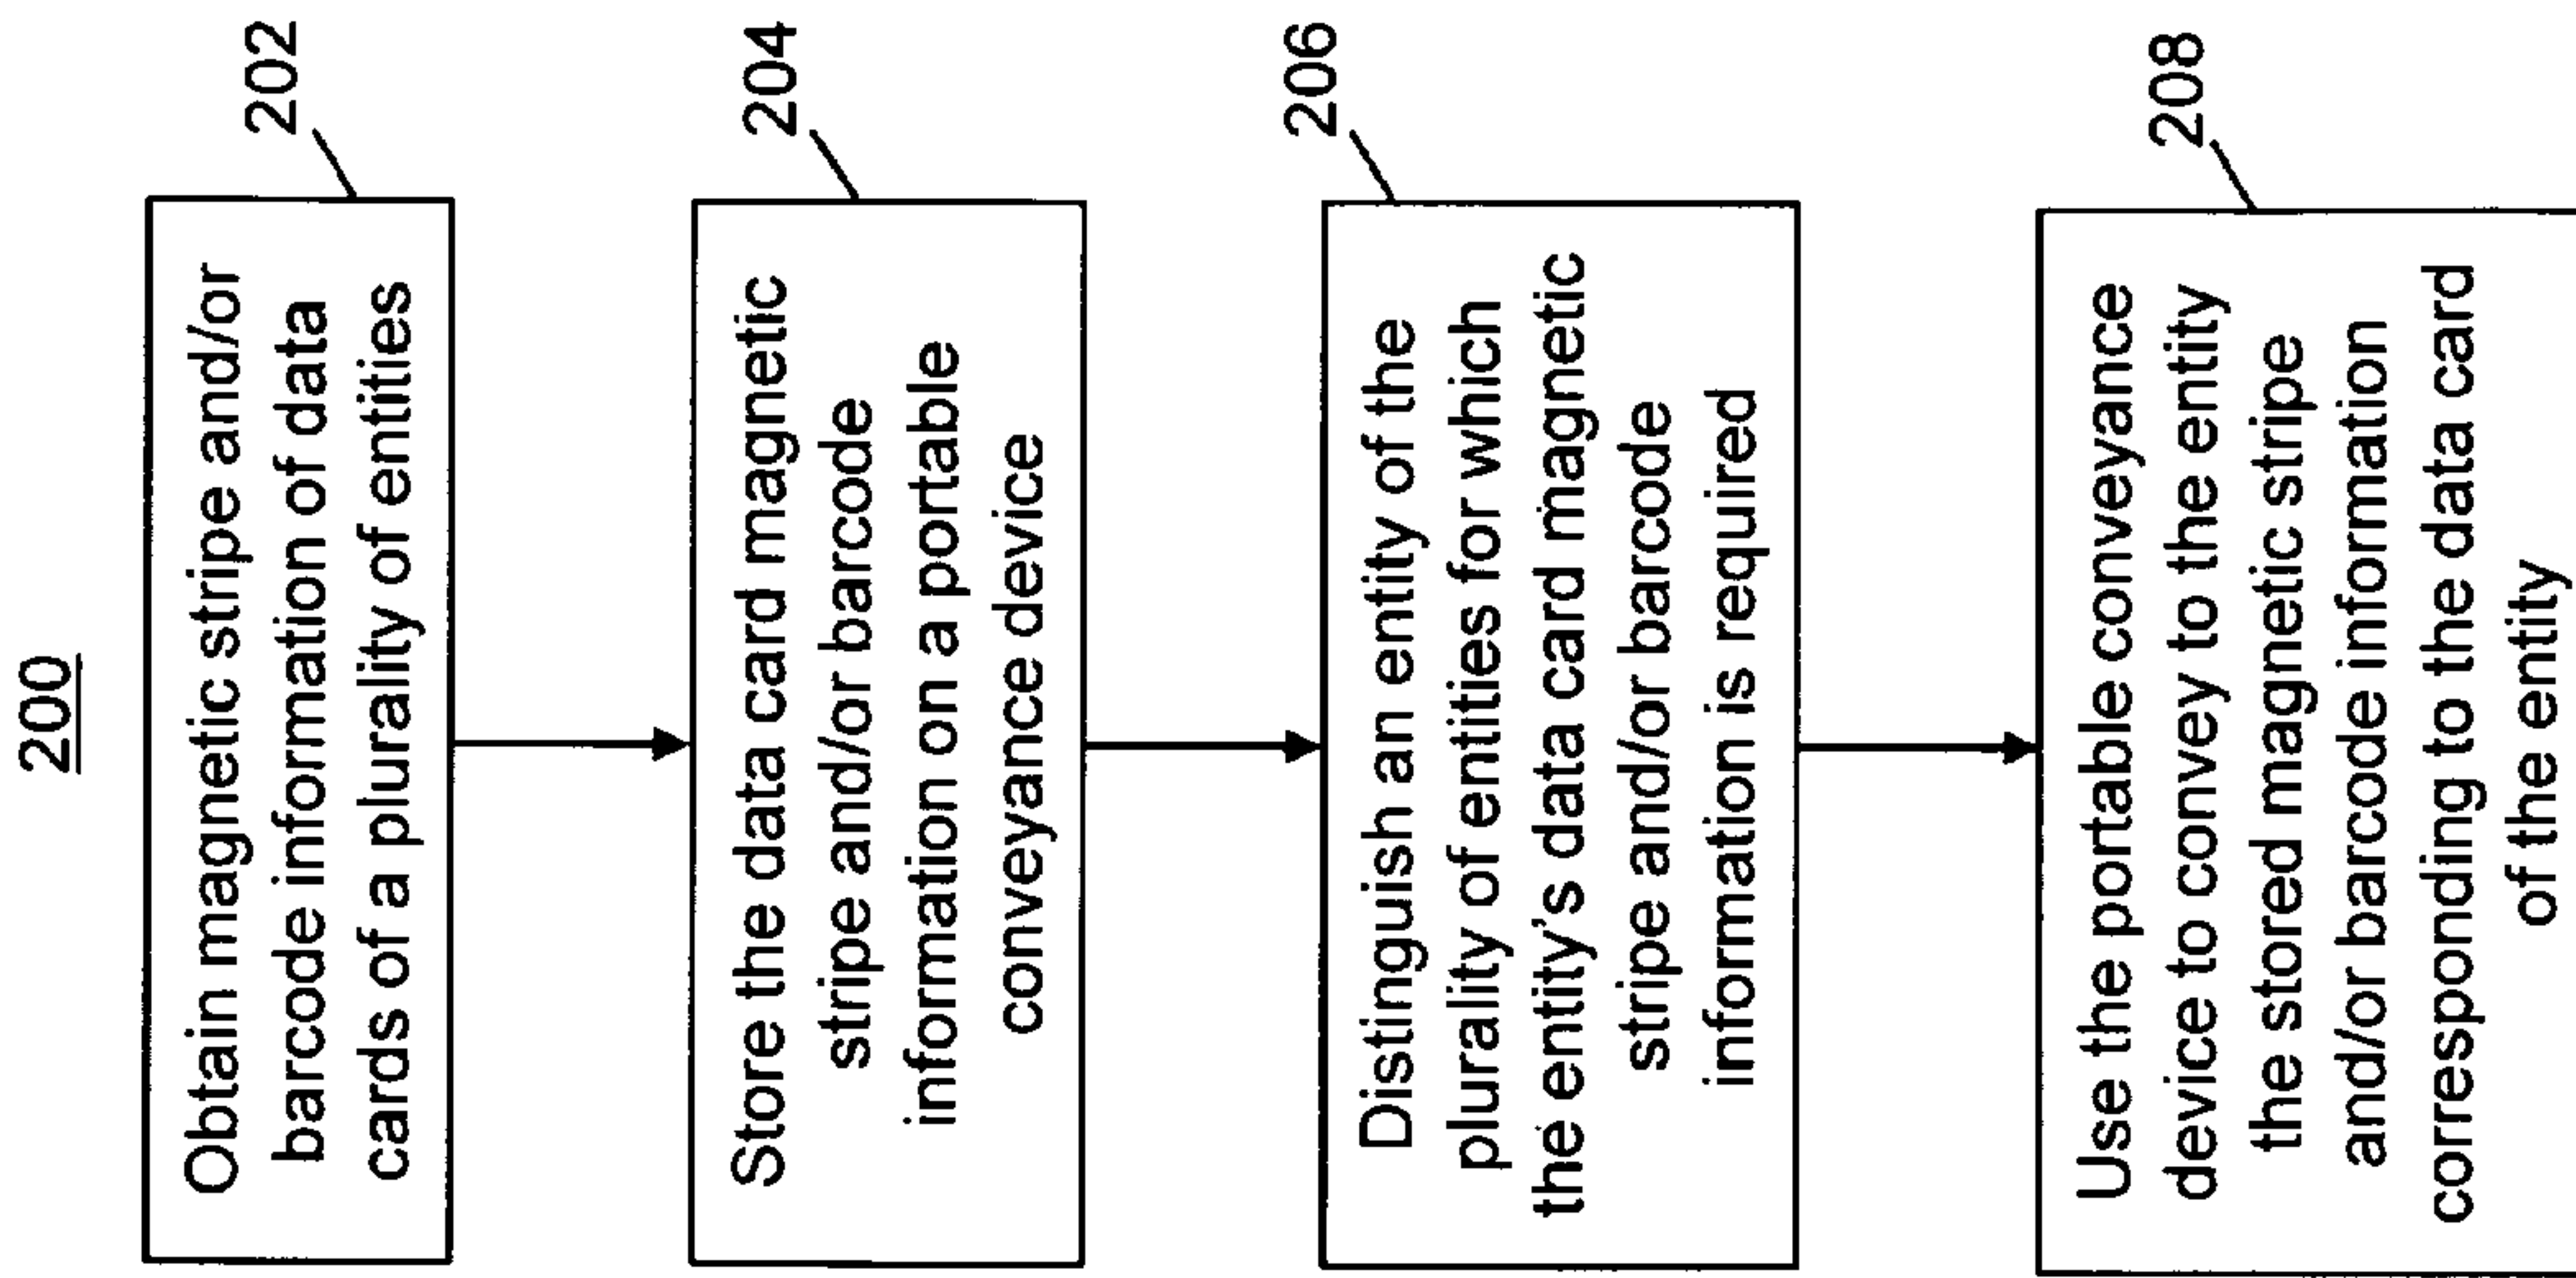 200
202
Obtain magnetic stripe and/or
barcode information of data
cards of a plurality of entities
204
Store the data card magnetic
stripe and/or barcode
information on a portable
conveyance device
206
Distinguish an entity of the
plurality of entities for which
the entity's data card magnetic
stripe and/or barcode
information is required
208
Use the portable conveyance
device to convey to the entity
the stored magnetic stripe
and/or barcode information
corresponding to the data card
of the entity